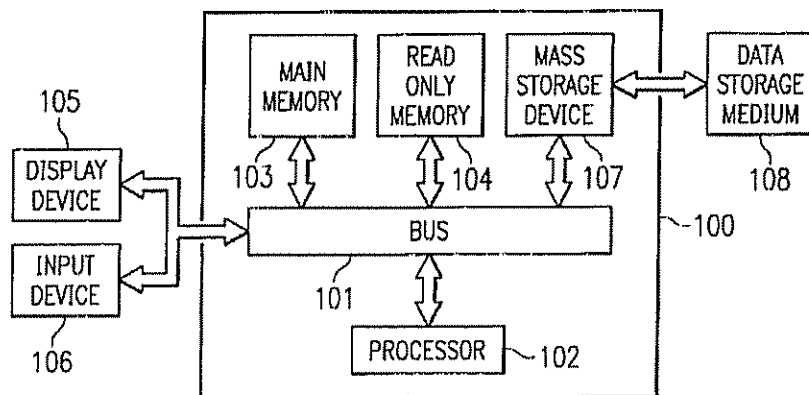 MAIN
MEMORY
103
READ
ONLY
MEMORY
104
MASS
STORAGE
DEVICE
107
DATA
STORAGE
MEDIUM
108
105
DISPLAY
DEVICE
INPUT
DEVICE
106
BUS
101
100
PROCESSOR
102